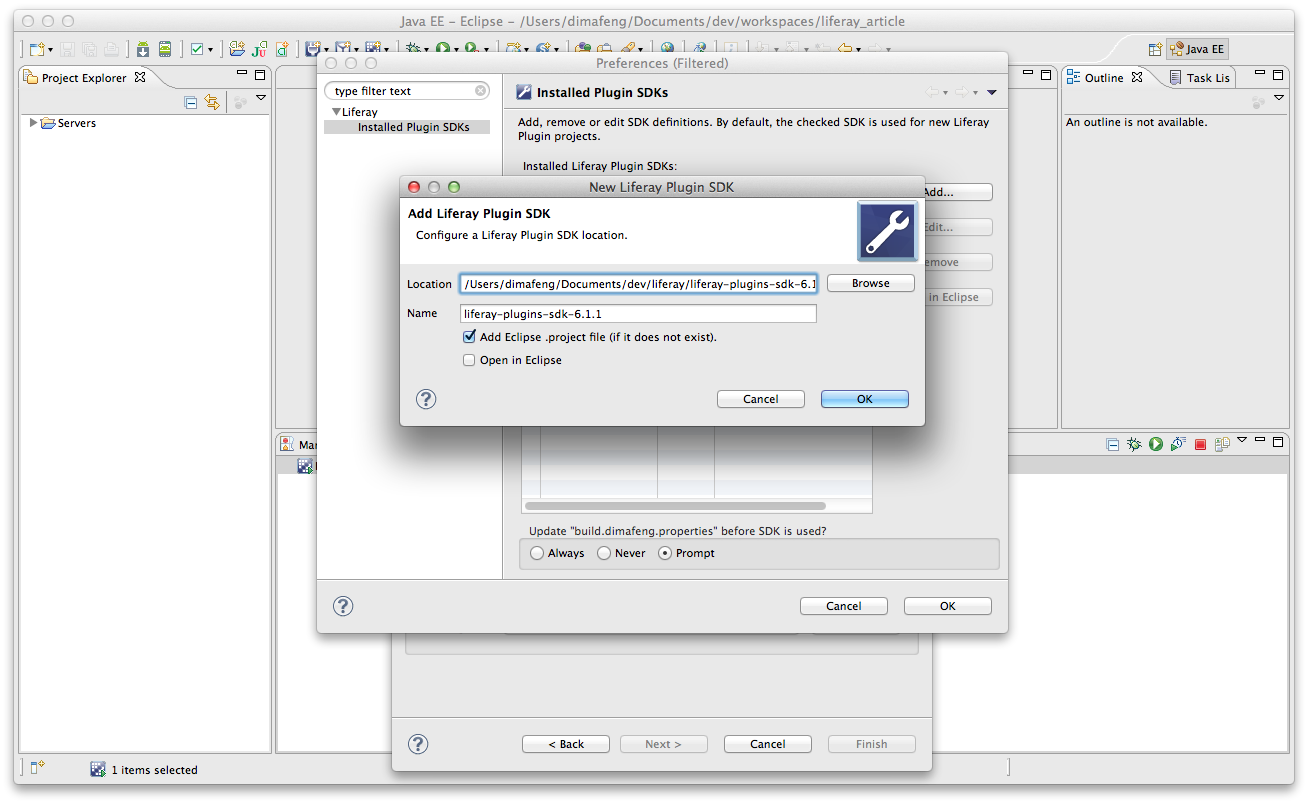 Java EE – Eclipse – /Users/dimafeng/Documents/dev/workspaces/liferay_article
Java EE
Project Explorer
Servers
Outline
Task Lis
An outline is not available.
Preferences (Filtered)
type filter text
Liferay
Installed Plugin SDKs
Installed Plugin SDKs
Add, remove or edit SDK definitions. By default, the checked SDK is used for new Liferay
Plugin projects.
Installed Liferay Plugin SDKs:
Add...
Edit...
emove
in Eclipse
New Liferay Plugin SDK
Add Liferay Plugin SDK
Configure a Liferay Plugin SDK location.
Location /Users/dimafeng/Documents/dev/liferay/liferay-plugins-sdk-6.1 Browse
Name liferay-plugins-sdk-6.1.1
Add Eclipse .project file (if it does not exist).
Open in Eclipse
Cancel OK
Mar
Update "build.dimafeng.properties" before SDK is used?
Always Never Prompt
Cancel OK
< Back Next > Cancel Finish
1 items selected